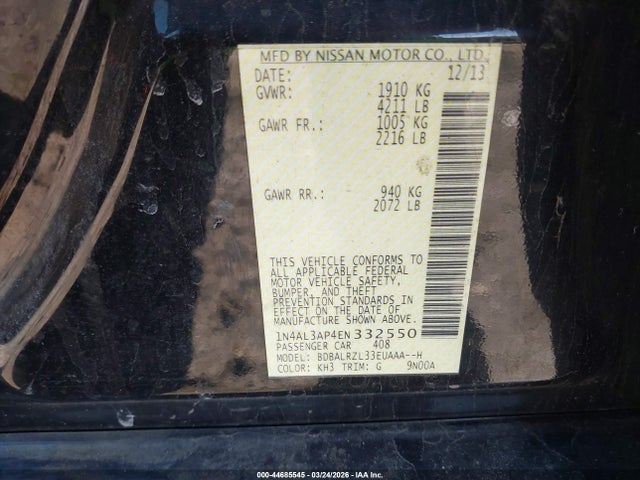 MFD BY NISSAN MOTOR CO., LTD.
DATE: 12/13
GVWR: 1910 KG
4211 LB
GAWR FR.: 1005 KG
2216 LB
GAWR RR.: 940 KG
2072 LB
THIS VEHICLE CONFORMS TO
ALL APPLICABLE FEDERAL
MOTOR VEHICLE SAFETY,
BUMPER, AND THEFT
PREVENTION STANDARDS IN
EFFECT ON THE DATE OF
MANUFACTURE SHOWN ABOVE.
1N4AL3AP4EN332550
PASSENGER CAR 408
MODEL: BDBALRZL33EUAAA--H
COLOR: KH3 TRIM: G 9N00A
000-44685545 | 03/24/2026 | IAA Inc.